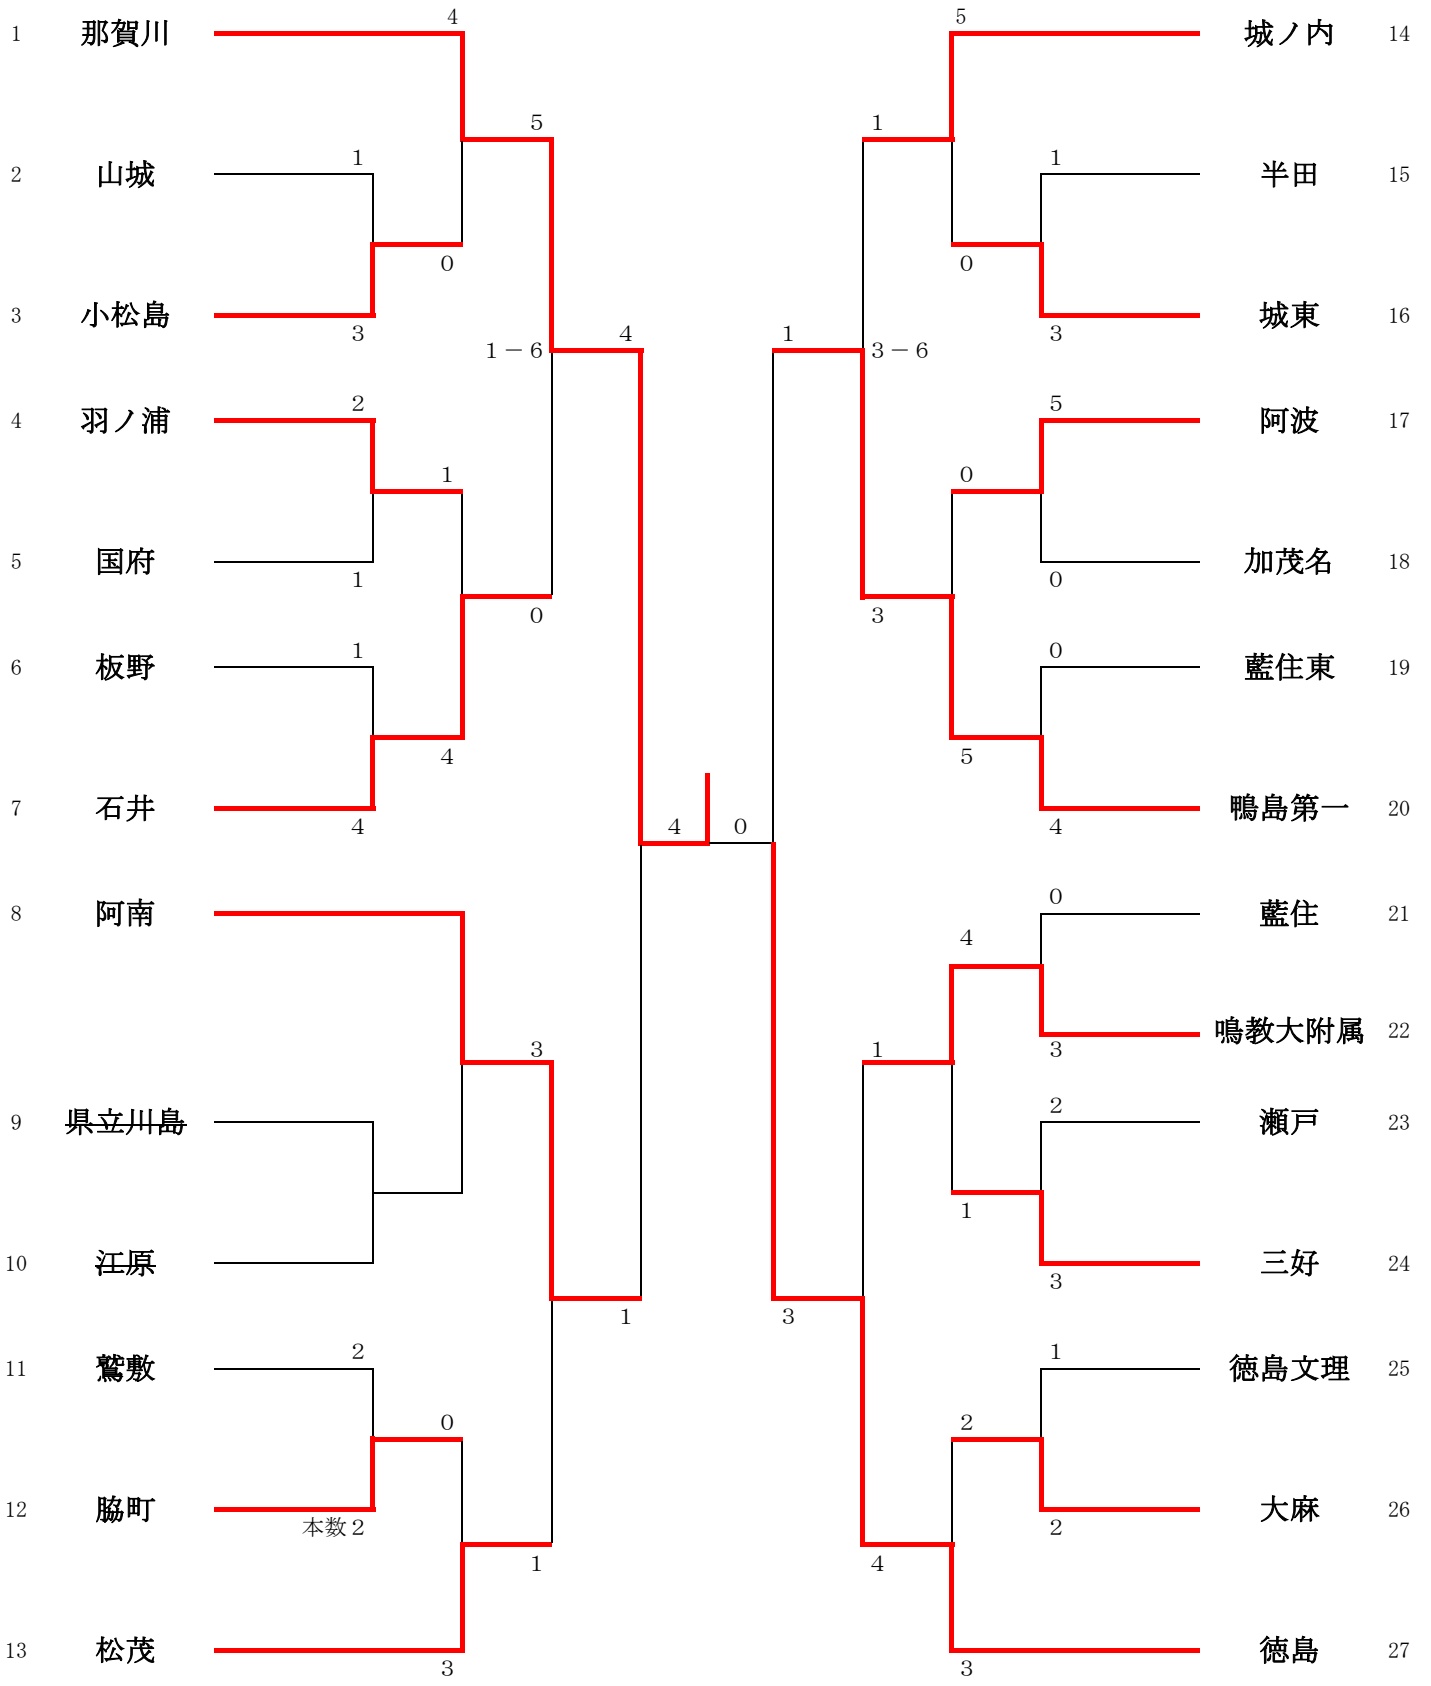 4 5
1 那賀川 城ノ内 14
5 1
1 1
2 山城 半田 15
0 0
3 小松島 城東 16
3 4 1 3
1－6 3－6
2 5
4 羽ノ浦 阿波 17
1 0
5 国府 加茂名 18
1 0
0 3
1 0
6 板野 藍住東 19
4 5
7 石井 鴨島第一 20
4 4 0 4
0
8 阿南 藍住 21
4
鳴教大附属 22
3 1 3
2
9 県立川島 瀬戸 23
1
10 江原 三好 24
3
1 3
2 1
11 鷲敷 徳島文理 25
0 2
12 脇町 大麻 26
本数2 2
1 4
13 松茂 徳島 27
3 3